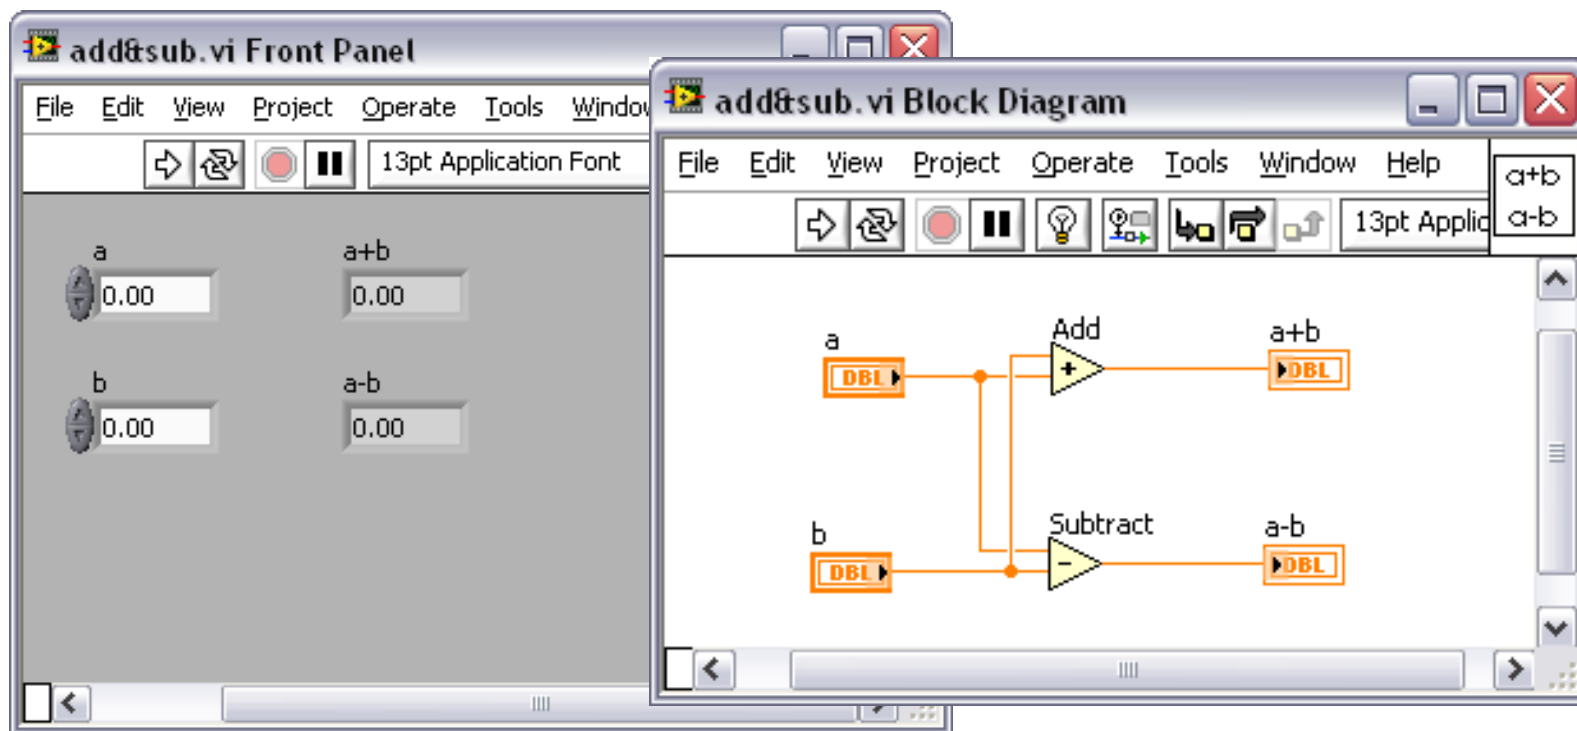 add&sub.vi Front Panel
File Edit View Project Operate Tools Window
13pt Application Font
a
0.00
a+b
0.00
b
0.00
a-b
0.00
add&sub.vi Block Diagram
File Edit View Project Operate Tools Window Help
13pt Applic
a+b
a-b
a
DBL
Add
+
a+b
DBL
b
DBL
Subtract
-
a-b
DBL